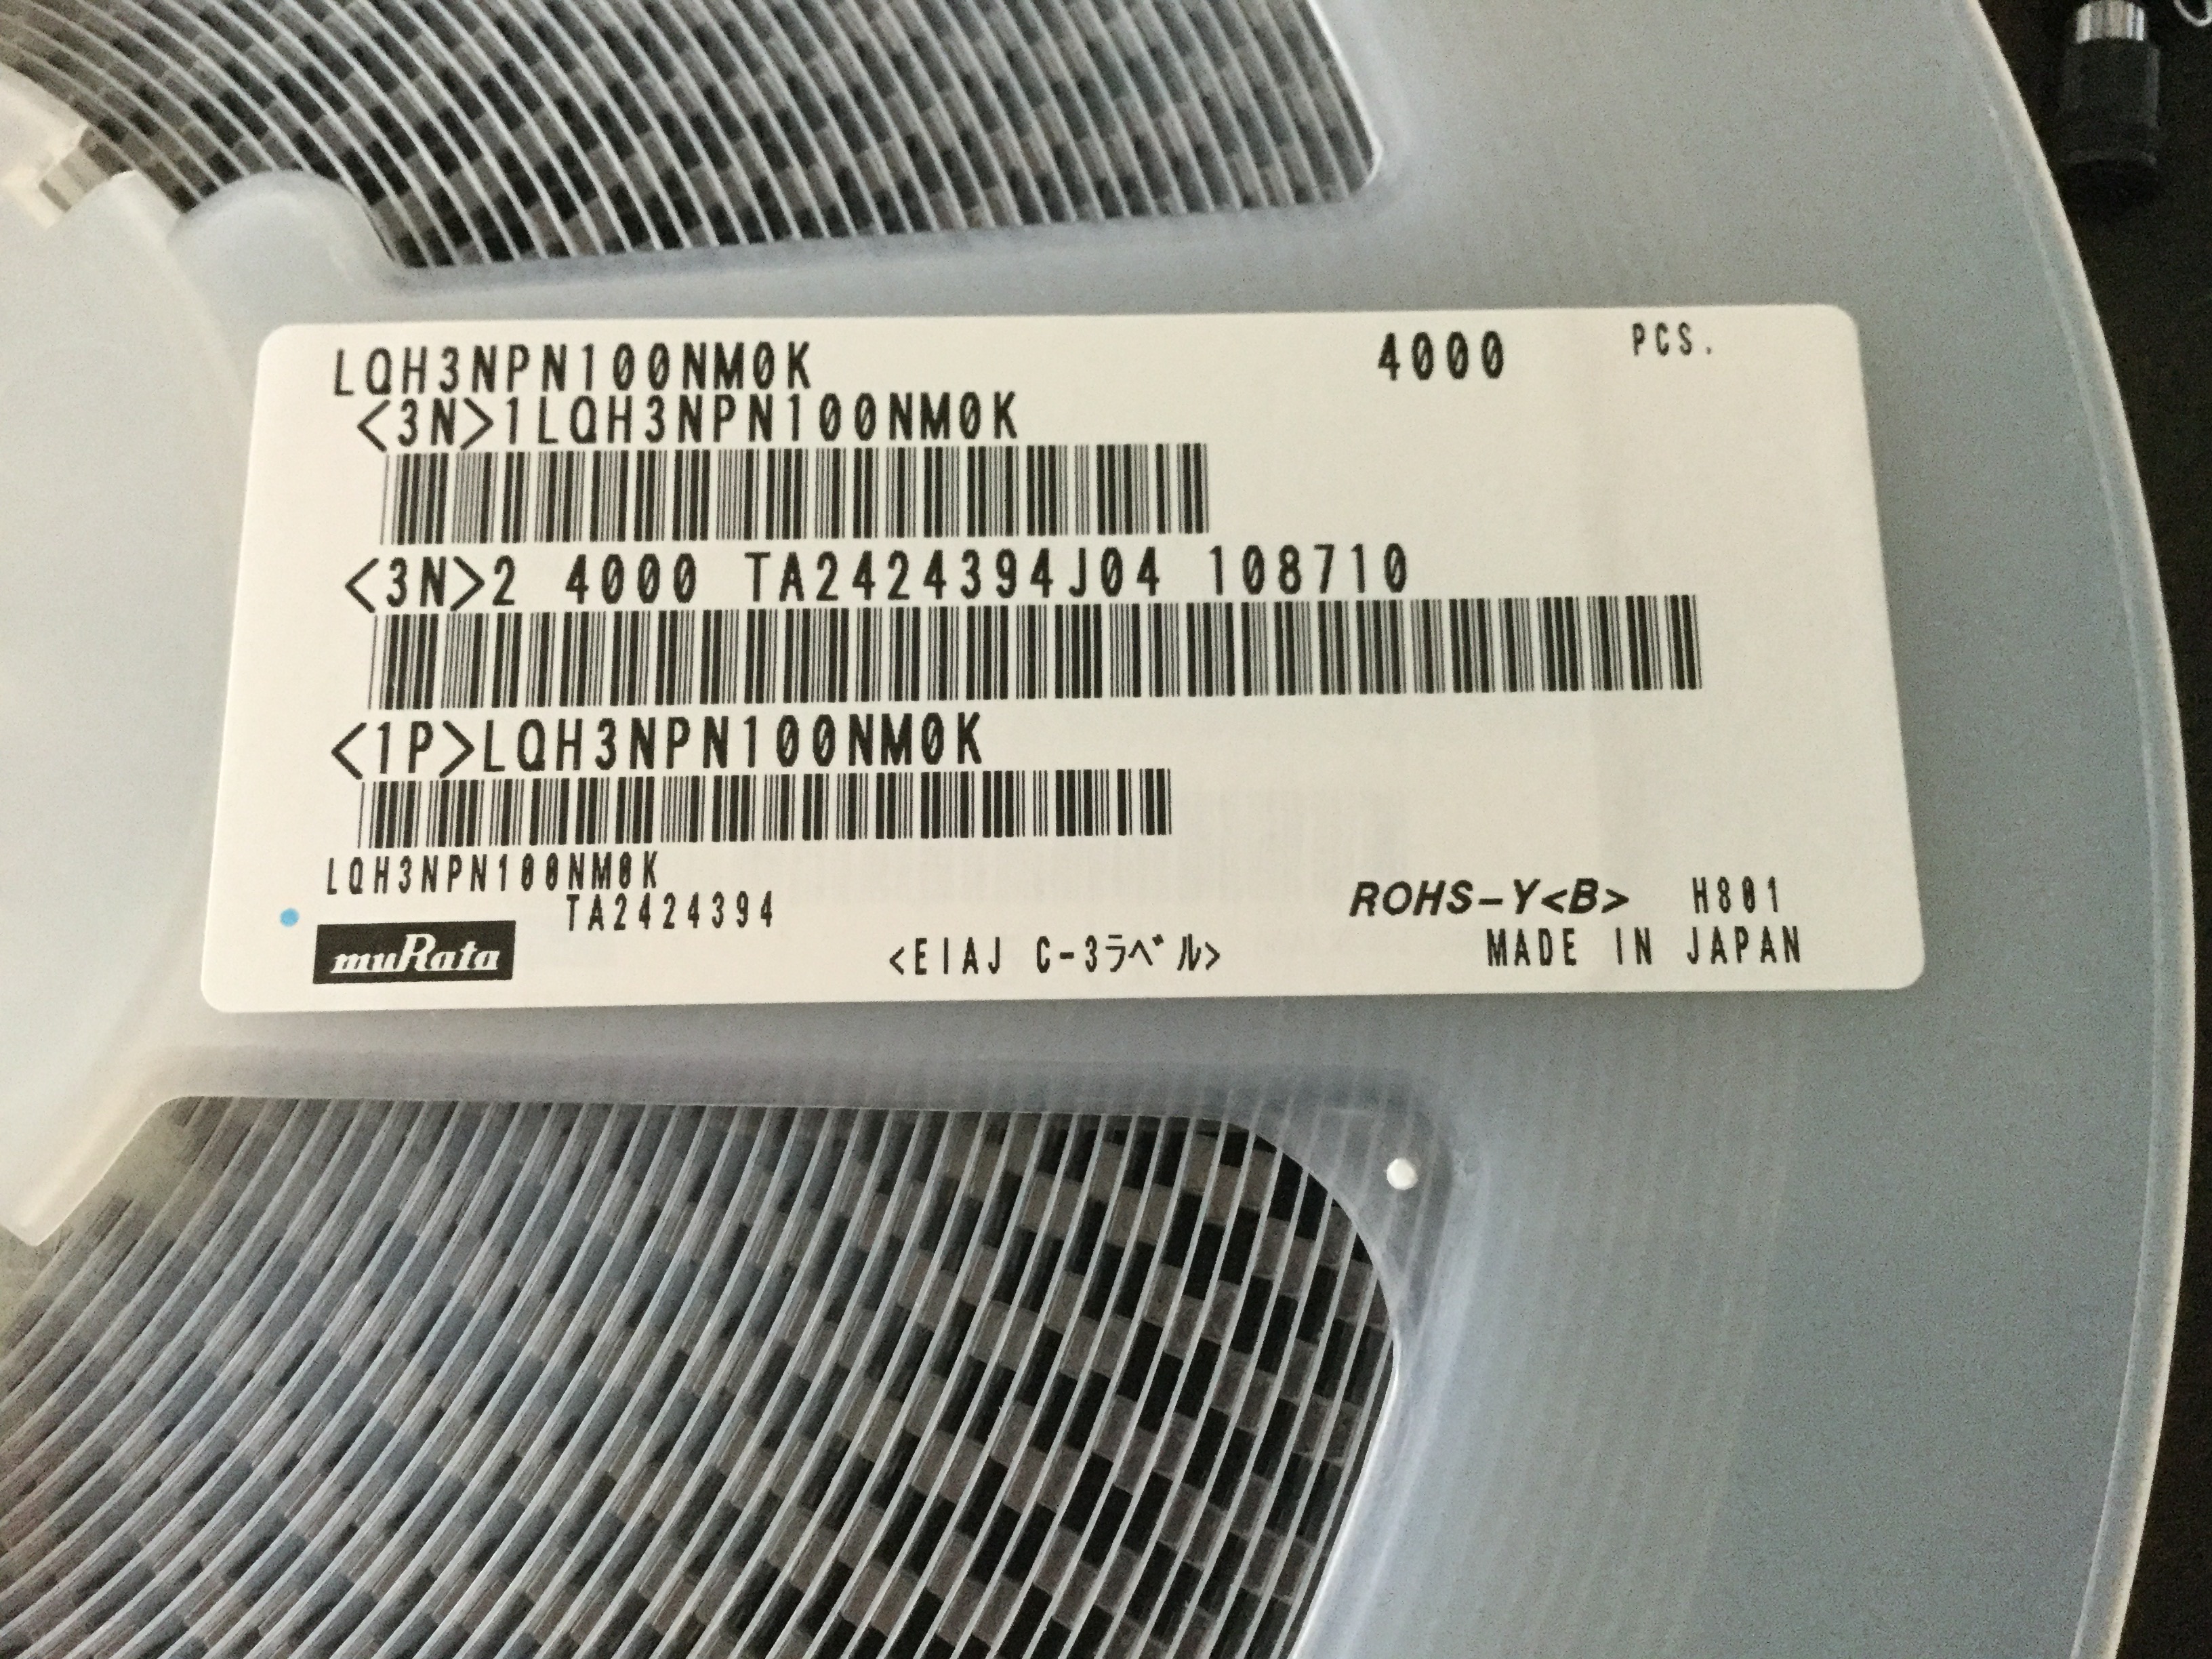 LQH3NPN100NM0K 4000 PCS.
<3N>1LQH3NPN100NM0K
<3N>2 4000 TA2424394J04 108710
<1P>LQH3NPN100NM0K
LQH3NPN100NM0K
TA2424394
ROHS-Y<B> H801
muRata
<EIAJ C-3ラベル>
MADE IN JAPAN